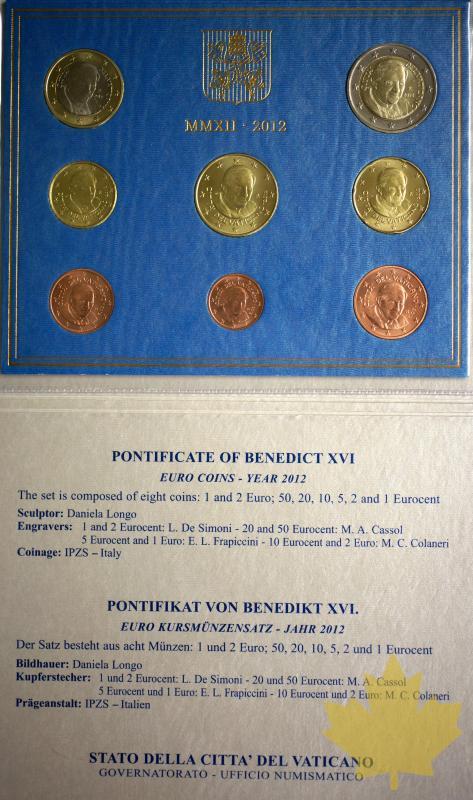 MMXII · 2012
PONTIFICATE OF BENEDICT XVI
EURO COINS - YEAR 2012
The set is composed of eight coins: 1 and 2 Euro; 50, 20, 10, 5, 2 and 1 Eurocent
Sculptor: Daniela Longo
Engravers: 1 and 2 Eurocent: L. De Simoni - 20 and 50 Eurocent: M. A. Cassol
5 Eurocent and 1 Euro: E. L. Frapiccini - 10 Eurocent and 2 Euro: M. C. Colaneri
Coinage: IPZS – Italy
PONTIFIKAT VON BENEDIKT XVI.
EURO KURSMÜNZENSATZ - JAHR 2012
Der Satz besteht aus acht Münzen: 1 und 2 Euro; 50, 20, 10, 5, 2 und 1 Eurocent
Bildhauer: Daniela Longo
Kupferstecher: 1 und 2 Eurocent: L. De Simoni - 20 und 50 Eurocent: M. A. Cassol
5 Eurocent und 1 Euro: E. L. Frapiccini - 10 Eurocent und 2 Euro: M. C. Colaneri
Prägeanstalt: IPZS – Italien
STATO DELLA CITTA' DEL VATICANO
GOVERNATORATO - UFFICIO NUMISMATICO